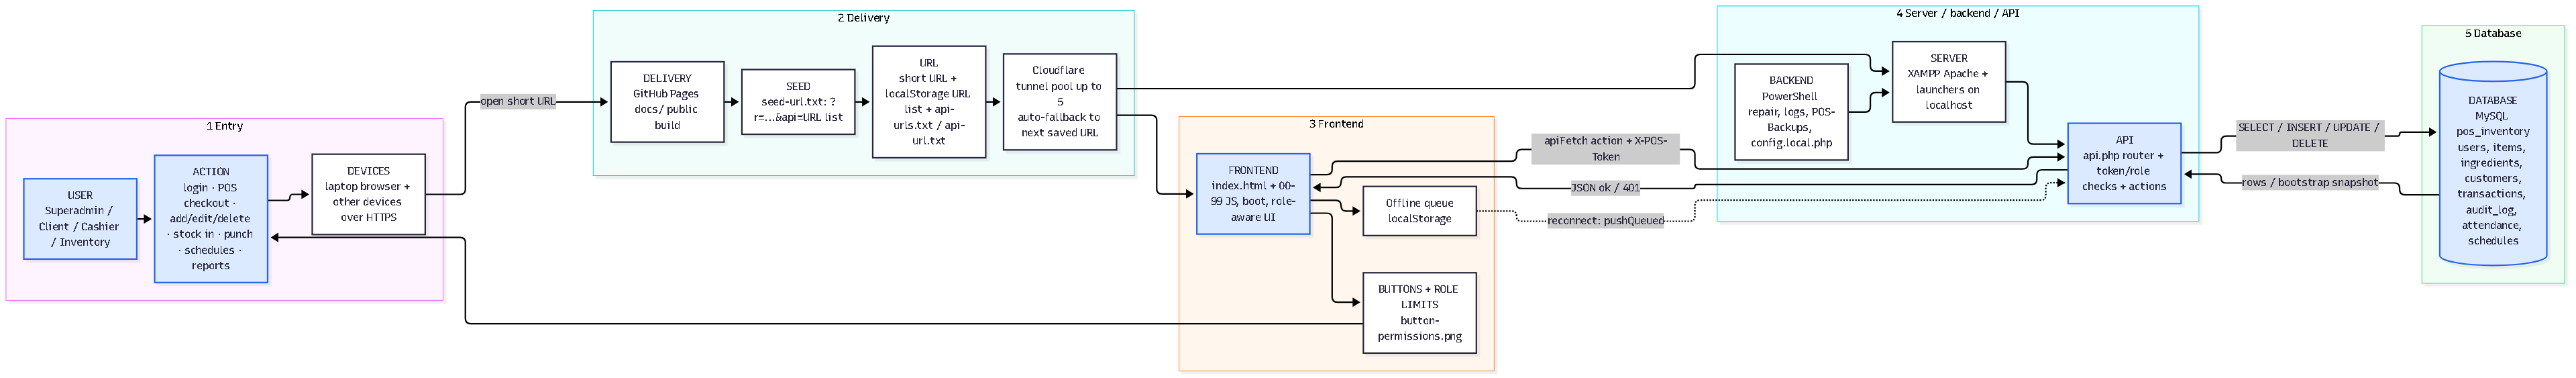 1 Entry
USER
Superadmin /
Client / Cashier
/ Inventory
ACTION
login · POS
checkout ·
add/edit/delete
· stock in · punch
· schedules ·
reports
DEVICES
laptop browser +
other devices
over HTTPS
open short URL
2 Delivery
DELIVERY
GitHub Pages
docs/ public
build
SEED
seed-url.txt: ?
r=...&api=URL list
URL
short URL +
localStorage URL
list + api-
urls.txt / api-
url.txt
Cloudflare
tunnel pool up to
5
auto-fallback to
next saved URL
3 Frontend
FRONTEND
index.html + 00-
99 JS, boot, role-
aware UI
Offline queue
localStorage
BUTTONS + ROLE
LIMITS
button-
permissions.png
apiFetch action + X-POS-
Token
JSON ok / 401
reconnect: pushQueued
4 Server / backend / API
BACKEND
PowerShell
repair, logs, POS-
Backups,
config.local.php
SERVER
XAMPP Apache +
launchers on
localhost
API
api.php router +
token/role
checks + actions
SELECT / INSERT / UPDATE /
DELETE
rows / bootstrap snapshot
5 Database
DATABASE
MySQL
pos_inventory
users, items,
ingredients,
customers,
transactions,
audit_log,
attendance,
schedules